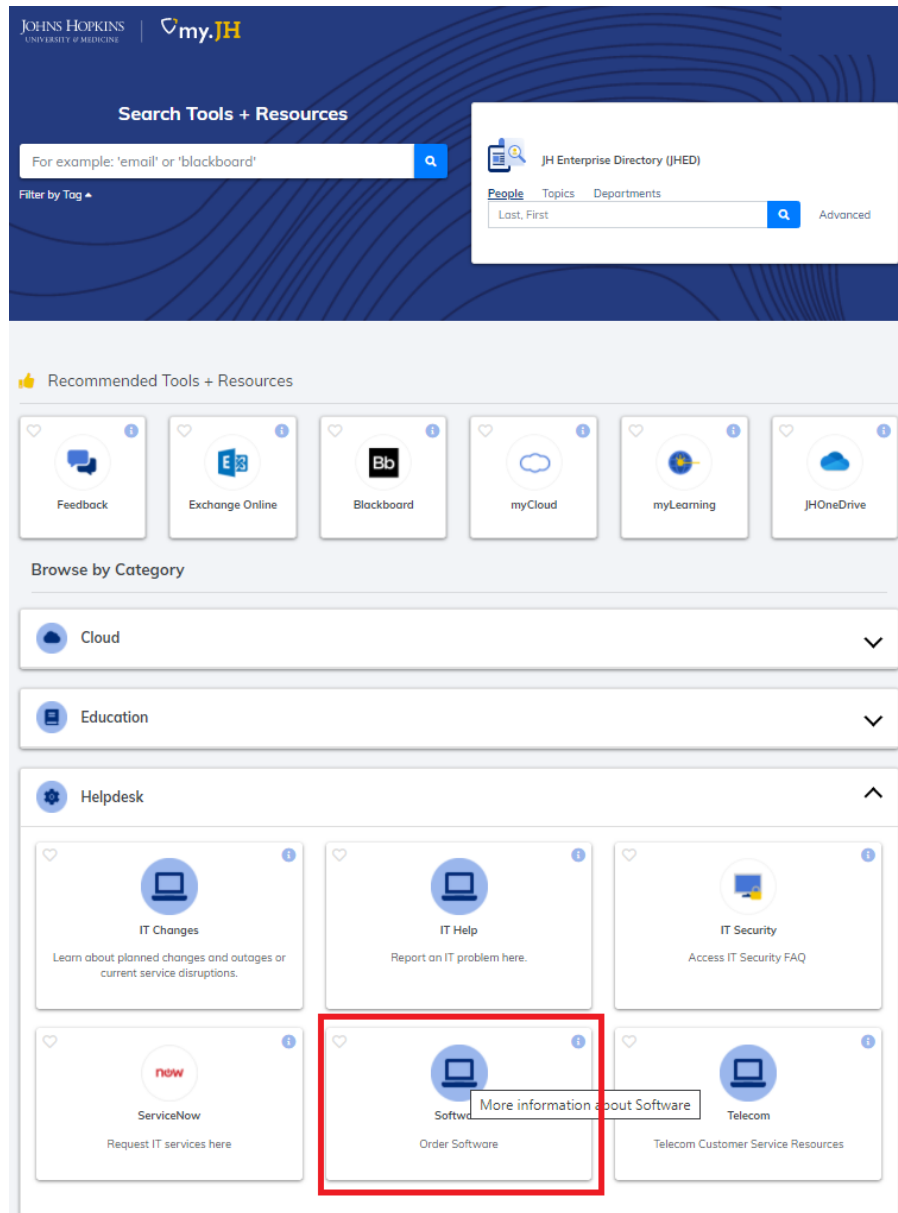 JOHNS HOPKINS
UNIVERSITY & MEDICINE
my.JH
Search Tools + Resources
For example: 'email' or 'blackboard'
Filter by Tag
JH Enterprise Directory (JHED)
People Topics Departments
Last, First
Advanced
Recommended Tools + Resources
Feedback
E
Exchange Online
Bb
Blackboard
myCloud
myLearning
JHOneDrive
Browse by Category
Cloud
Education
Helpdesk
IT Changes
Learn about planned changes and outages or
current service disruptions.
IT Help
Report an IT problem here.
IT Security
Access IT Security FAQ
now
ServiceNow
Request IT services here
Softw
More information about Software
Order Software
Telecom
Telecom Customer Service Resources